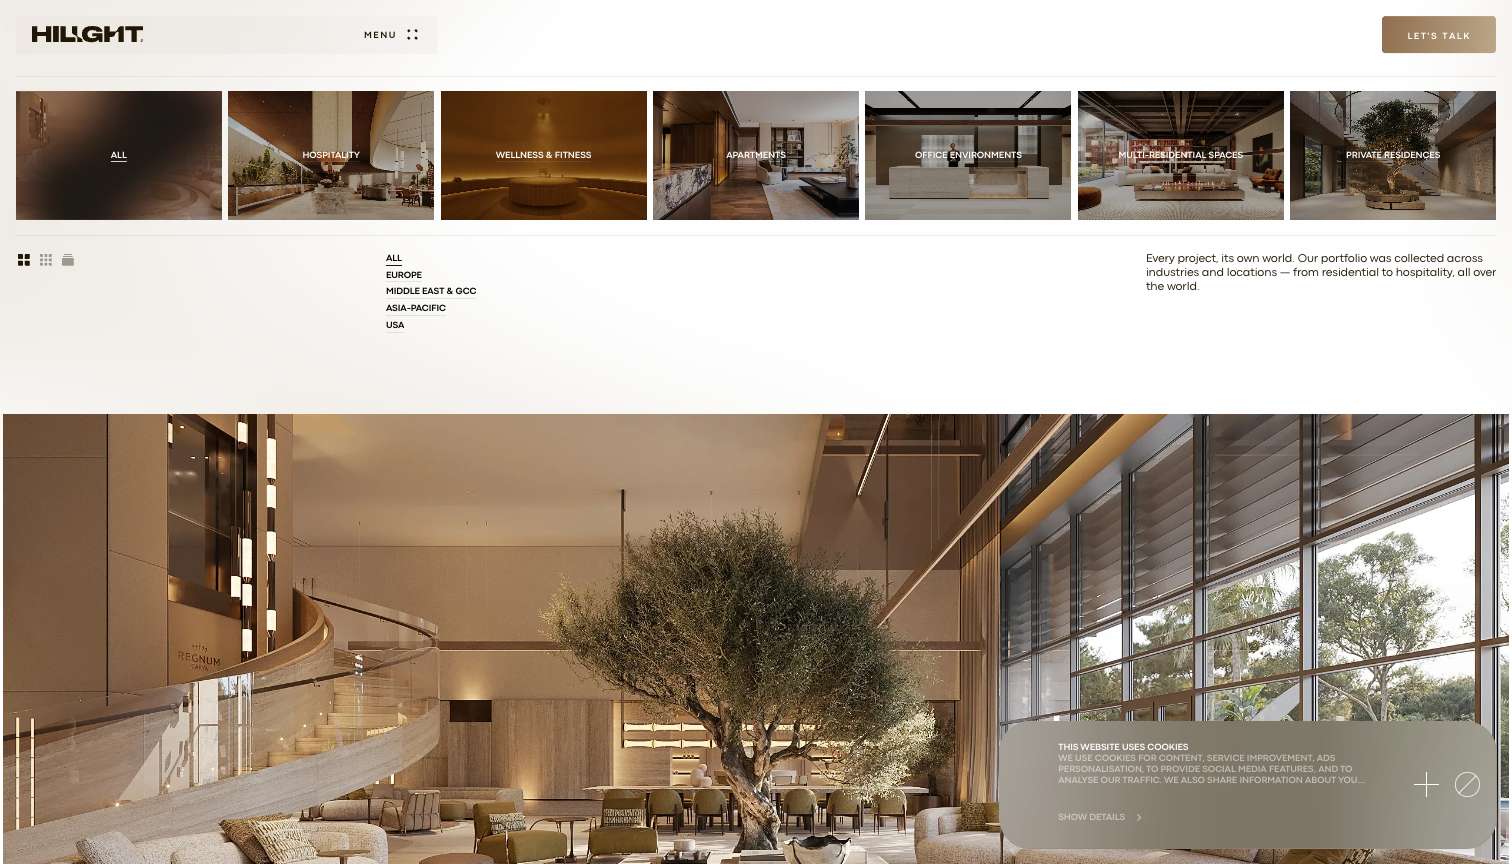 HILLGHT
MENU
LET'S TALK
ALL
HOSPITALITY
WELLNESS & FITNESS
APARTMENTS
OFFICE ENVIRONMENTS
MULTI-RESIDENTIAL SPACES
PRIVATE RESIDENCES
ALL
EUROPE
MIDDLE EAST & GCC
ASIA-PACIFIC
USA
Every project, its own world. Our portfolio was collected across
industries and locations — from residential to hospitality, all over
the world.
REGNUM
THIS WEBSITE USES COOKIES
WE USE COOKIES FOR CONTENT, SERVICE IMPROVEMENT, ADS
PERSONALISATION, TO PROVIDE SOCIAL MEDIA FEATURES, AND TO
ANALYSE OUR TRAFFIC. WE ALSO SHARE INFORMATION ABOUT YOU...
SHOW DETAILS